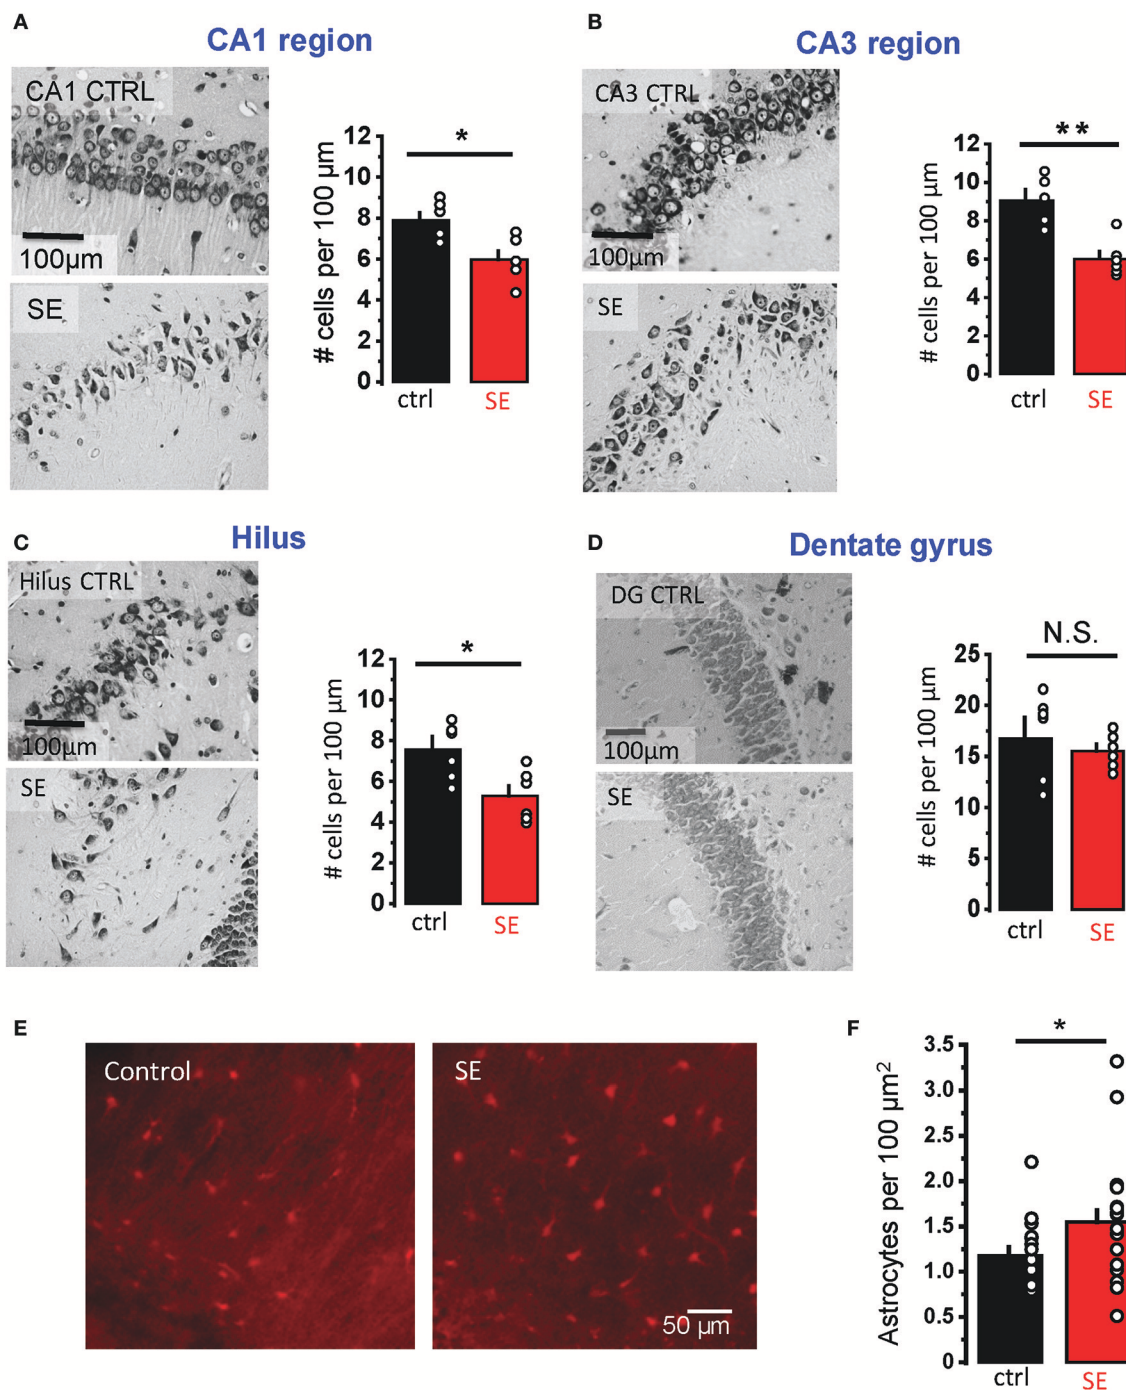 A
CA1 region
CA1 CTRL
100µm
SE
# cells per 100 µm
12
10
8
6
4
2
0
*
ctrl
SE
B
CA3 region
CA3 CTRL
100µm
SE
# cells per 100 µm
12
10
8
6
4
2
0
**
ctrl
SE
C
Hilus
Hilus CTRL
100µm
SE
# cells per 100 µm
12
10
8
6
4
2
0
*
ctrl
SE
D
Dentate gyrus
DG CTRL
100µm
SE
# cells per 100 µm
25
20
15
10
5
0
N.S.
ctrl
SE
E
Control
SE
50 µm
F
Astrocytes per 100 µm²
3.5
3.0
2.5
2.0
1.5
1.0
0.5
0
*
ctrl
SE